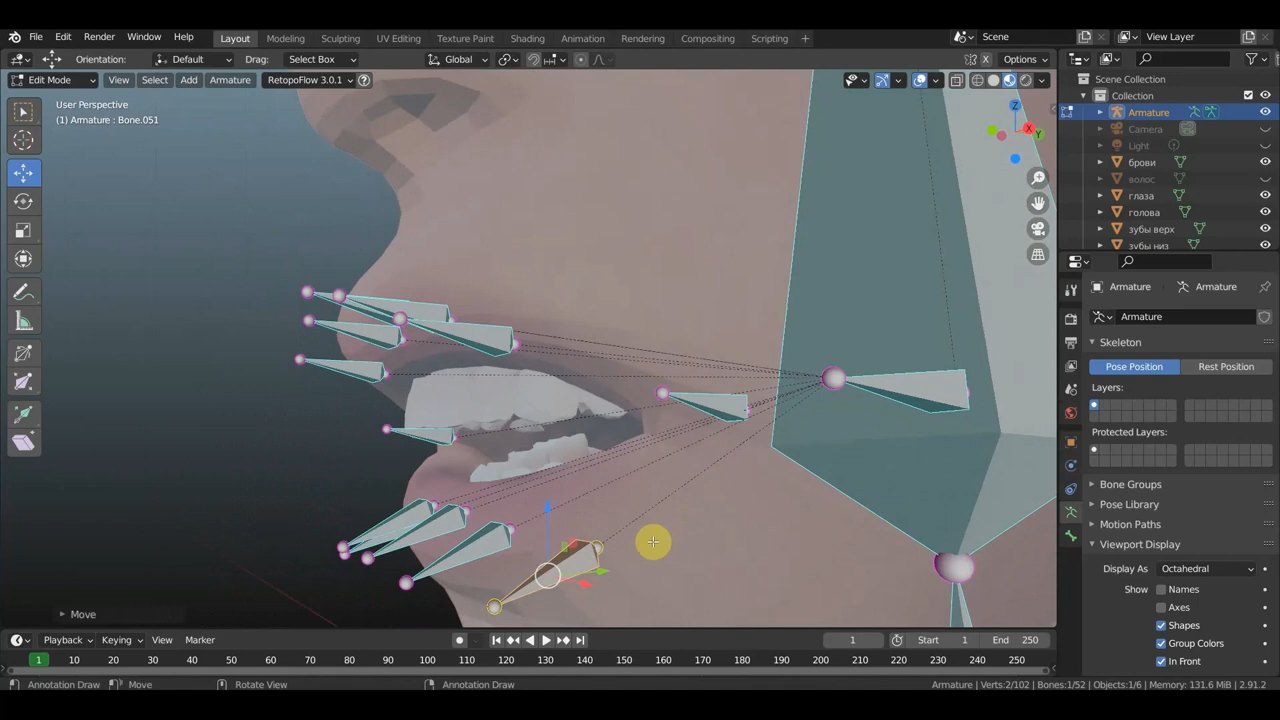 File Edit Render Window Help
Layout Modeling Sculpting UV Editing Texture Paint Shading Animation Rendering Compositing Scripting +
Scene
View Layer
Orientation: Default Drag: Select Box Global Options
Edit Mode View Select Add Armature RetopoFlow 3.0.1
User Perspective
(1) Armature : Bone.051
Z
X
Y
Scene Collection
Collection
Armature
Camera
Light
брови
волос
глаза
голова
зубы верх
зубы низ
Armature Armature
Armature
Skeleton
Pose Position Rest Position
Layers:
Protected Layers:
Bone Groups
Pose Library
Motion Paths
Viewport Display
Display As Octahedral
Show Names
Axes
Shapes
Group Colors
In Front
Move
Playback Keying View Marker
1 Start 1 End 250
1 10 20 30 40 50 60 70 80 90 100 110 120 130 140 150 160 170 180 190 200 210 220 230 240 250
Annotation Draw Move Rotate View Annotation Draw
Armature | Verts:2/102 | Bones:1/52 | Objects:1/6 | Memory: 131.6 MiB | 2.91.2